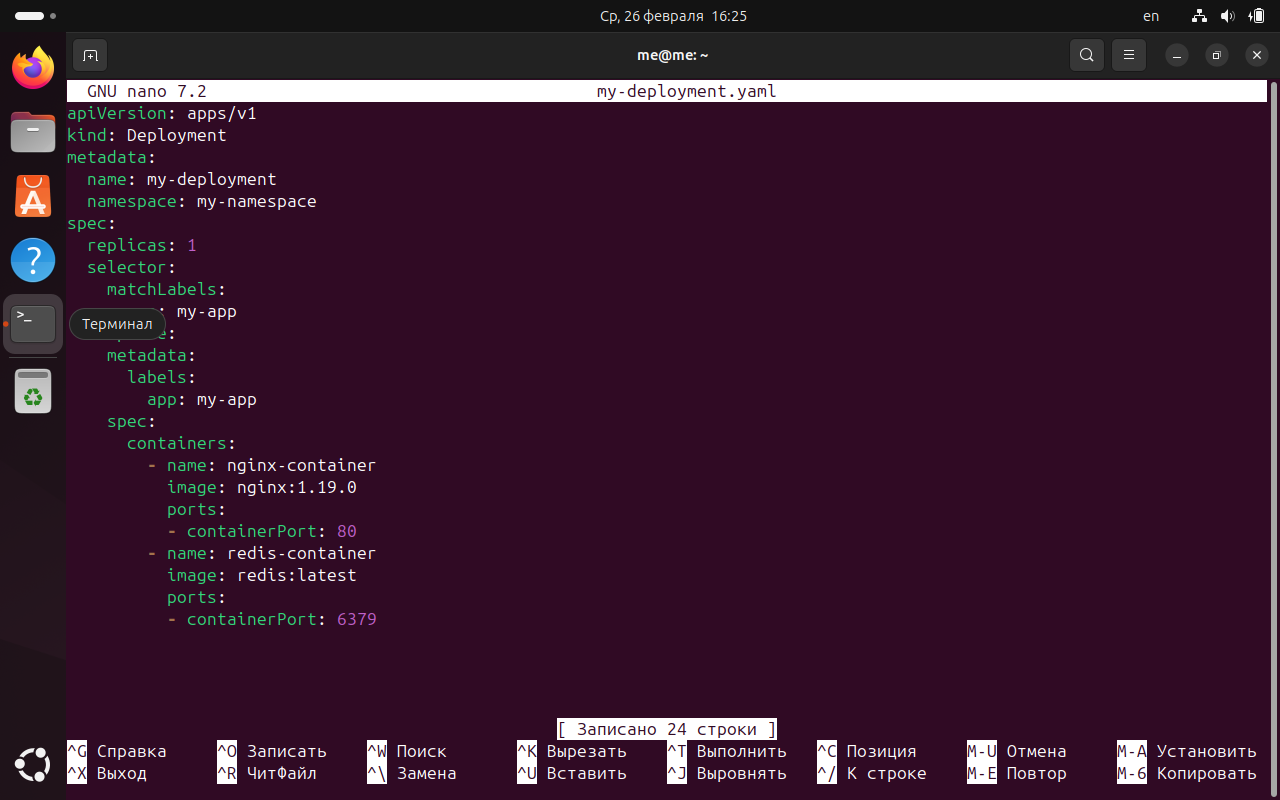 Ср, 26 февраля 16:25
en
me@me: ~
GNU nano 7.2 my-deployment.yaml
apiVersion: apps/v1
kind: Deployment
metadata:
  name: my-deployment
  namespace: my-namespace
spec:
  replicas: 1
  selector:
    matchLabels:
: my-app
Терминал
:
    metadata:
      labels:
        app: my-app
    spec:
      containers:
        - name: nginx-container
          image: nginx:1.19.0
          ports:
          - containerPort: 80
        - name: redis-container
          image: redis:latest
          ports:
          - containerPort: 6379
[ Записано 24 строки ]
^G Справка ^O Записать ^W Поиск ^K Вырезать ^T Выполнить ^C Позиция M-U Отмена M-A Установить
^X Выход ^R ЧитФайл ^\ Замена ^U Вставить ^J Выровнять ^/ К строке M-E Повтор M-6 Копировать